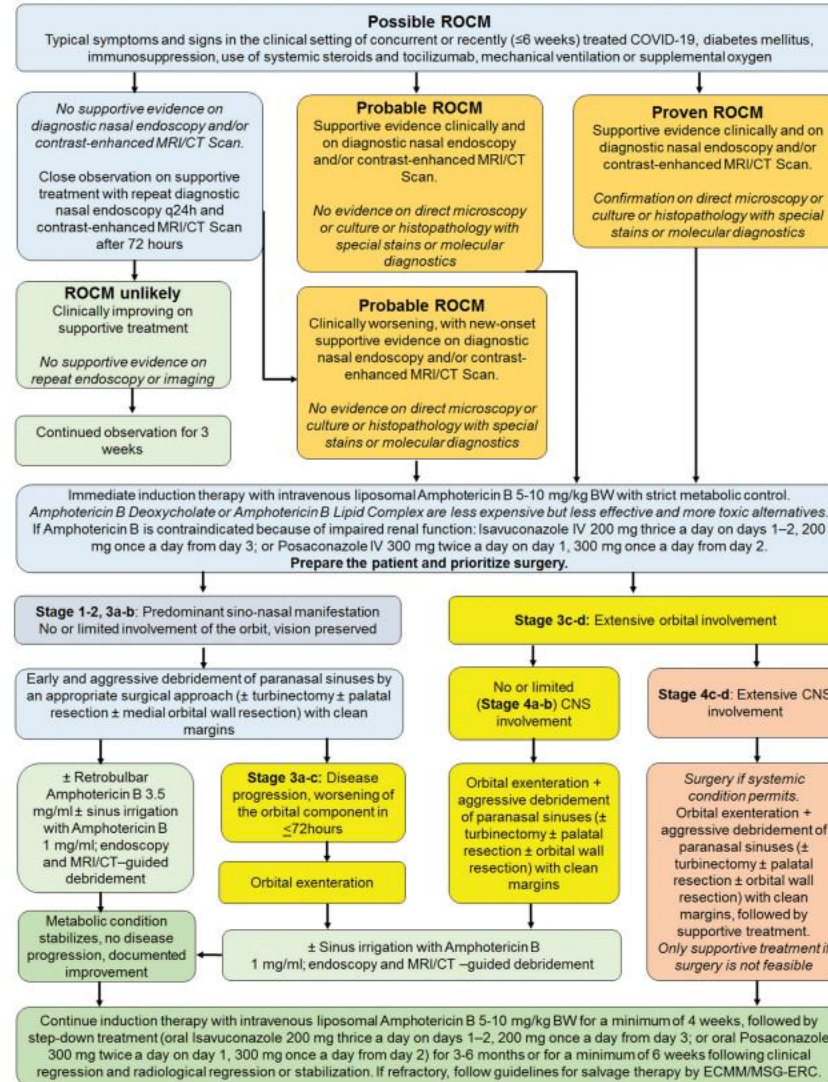 Possible ROCM
Typical symptoms and signs in the clinical setting of concurrent or recently (≤6 weeks) treated COVID-19, diabetes mellitus,
immunosuppression, use of systemic steroids and tocilizumab, mechanical ventilation or supplemental oxygen
No supportive evidence on
diagnostic nasal endoscopy and/or
contrast-enhanced MRI/CT Scan.
Close observation on supportive
treatment with repeat diagnostic
nasal endoscopy q24h and
contrast-enhanced MRI/CT Scan
after 72 hours
Probable ROCM
Supportive evidence clinically and
on diagnostic nasal endoscopy
and/or contrast-enhanced MRI/CT
Scan.
No evidence on direct microscopy
or culture or histopathology with
special stains or molecular
diagnostics
Proven ROCM
Supportive evidence clinically and on
diagnostic nasal endoscopy and/or
contrast-enhanced MRI/CT Scan.
Confirmation on direct microscopy or
culture or histopathology with special
stains or molecular diagnostics
ROCM unlikely
Clinically improving on
supportive treatment
No supportive evidence on
repeat endoscopy or imaging
Probable ROCM
Clinically worsening, with new-onset
supportive evidence on diagnostic
nasal endoscopy and/or contrast-
enhanced MRI/CT Scan.
No evidence on direct microscopy or
culture or histopathology with special
stains or molecular diagnostics
Continued observation for 3
weeks
Immediate induction therapy with intravenous liposomal Amphotericin B 5-10 mg/kg BW with strict metabolic control.
Amphotericin B Deoxycholate or Amphotericin B Lipid Complex are less expensive but less effective and more toxic alternatives.
If Amphotericin B is contraindicated because of impaired renal function: Isavuconazole IV 200 mg thrice a day on days 1–2, 200
mg once a day from day 3; or Posaconazole IV 300 mg twice a day on day 1, 300 mg once a day from day 2.
Prepare the patient and prioritize surgery.
Stage 1-2, 3a-b: Predominant sino-nasal manifestation
No or limited involvement of the orbit, vision preserved
Stage 3c-d: Extensive orbital involvement
Early and aggressive debridement of paranasal sinuses by
an appropriate surgical approach (± turbinectomy ± palatal
resection ± medial orbital wall resection) with clean
margins
No or limited
(Stage 4a-b) CNS
involvement
Stage 4c-d: Extensive CNS
involvement
± Retrobulbar
Amphotericin B 3.5
mg/ml ± sinus irrigation
with Amphotericin B
1 mg/ml; endoscopy
and MRI/CT–guided
debridement
Stage 3a-c: Disease
progression, worsening of
the orbital component in
≤72hours
Orbital exenteration
Orbital exenteration +
aggressive debridement
of paranasal sinuses (±
turbinectomy ± palatal
resection ± orbital wall
resection) with clean
margins
Surgery if systemic
condition permits.
Orbital exenteration +
aggressive debridement of
paranasal sinuses (±
turbinectomy ± palatal
resection ± orbital wall
resection) with clean
margins, followed by
supportive treatment.
Only supportive treatment if
surgery is not feasible
Metabolic condition
stabilizes, no disease
progression, documented
improvement
± Sinus irrigation with Amphotericin B
1 mg/ml; endoscopy and MRI/CT –guided debridement
Continue induction therapy with intravenous liposomal Amphotericin B 5-10 mg/kg BW for a minimum of 4 weeks, followed by
step-down treatment (oral Isavuconazole 200 mg thrice a day on days 1–2, 200 mg once a day from day 3; or oral Posaconazole
300 mg twice a day on day 1, 300 mg once a day from day 2) for 3-6 months or for a minimum of 6 weeks following clinical
regression and radiological regression or stabilization. If refractory, follow guidelines for salvage therapy by ECMM/MSG-ERC.